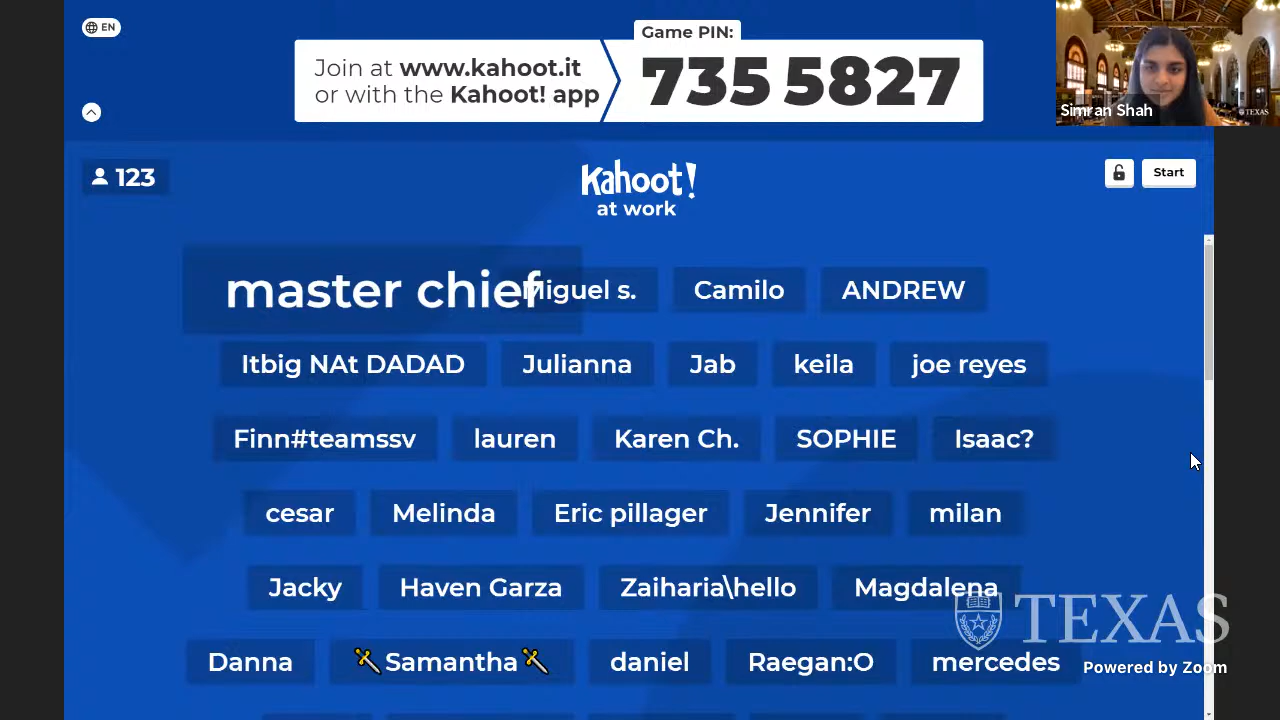 EN
Game PIN:
Join at www.kahoot.it
or with the Kahoot! app
735 5827
Simran Shah
TEXAS
123
Kahoot!
at work
Start
master chief Miguel s. Camilo ANDREW
Itbig NAt DADAD Julianna Jab keila joe reyes
Finn#teamssv lauren Karen Ch. SOPHIE Isaac?
cesar Melinda Eric pillager Jennifer milan
Jacky Haven Garza Zaiharia\hello Magdalena
TEXAS
Danna 🗡️Samantha🗡️ daniel Raegan:O mercedes
Powered by Zoom